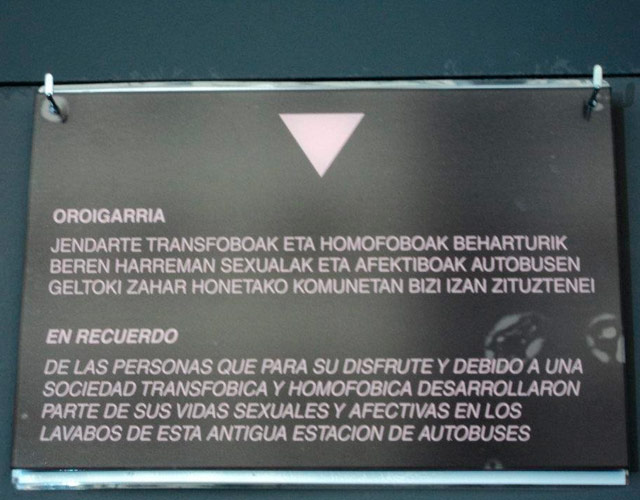 OROIGARRIA
JENDARTE TRANSFOBOAK ETA HOMOFOBOAK BEHARTURIK
BEREN HARREMAN SEXUALAK ETA AFEKTIBOAK AUTOBUSEN
GELTOKI ZAHAR HONETAKO KOMUNETAN BIZI IZAN ZITUZTENEI
EN RECUERDO
DE LAS PERSONAS QUE PARA SU DISFRUTE Y DEBIDO A UNA
SOCIEDAD TRANSFOBICA Y HOMOFOBICA DESARROLLARON
PARTE DE SUS VIDAS SEXUALES Y AFECTIVAS EN LOS
LAVABOS DE ESTA ANTIGUA ESTACION DE AUTOBUSES